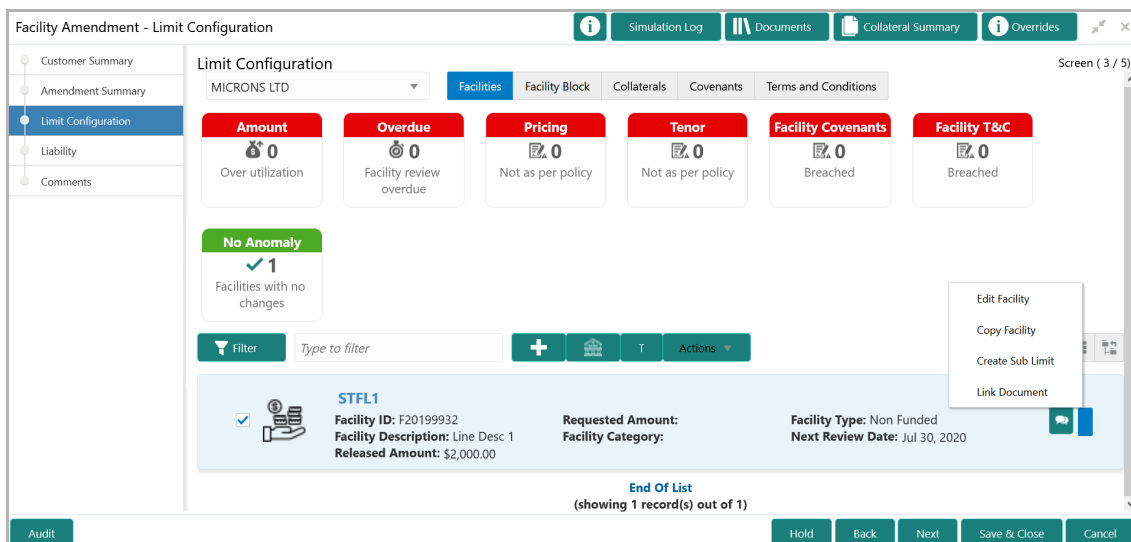 Facility Amendment - Limit Configuration
Simulation Log
Documents
Collateral Summary
Overrides
Customer Summary
Amendment Summary
Limit Configuration
Liability
Comments
Limit Configuration
Screen ( 3 / 5)
MICRONS LTD
Facilities
Facility Block
Collaterals
Covenants
Terms and Conditions
Amount
0
Over utilization
Overdue
0
Facility review
overdue
Pricing
0
Not as per policy
Tenor
0
Not as per policy
Facility Covenants
0
Breached
Facility T&C
0
Breached
No Anomaly
1
Facilities with no
changes
Edit Facility
Copy Facility
Create Sub Limit
Link Document
Filter
Type to filter
T
Actions
STFL1
Facility ID: F20199932
Facility Description: Line Desc 1
Released Amount: $2,000.00
Requested Amount:
Facility Category:
Facility Type: Non Funded
Next Review Date: Jul 30, 2020
End Of List
(showing 1 record(s) out of 1)
Audit
Hold
Back
Next
Save & Close
Cancel